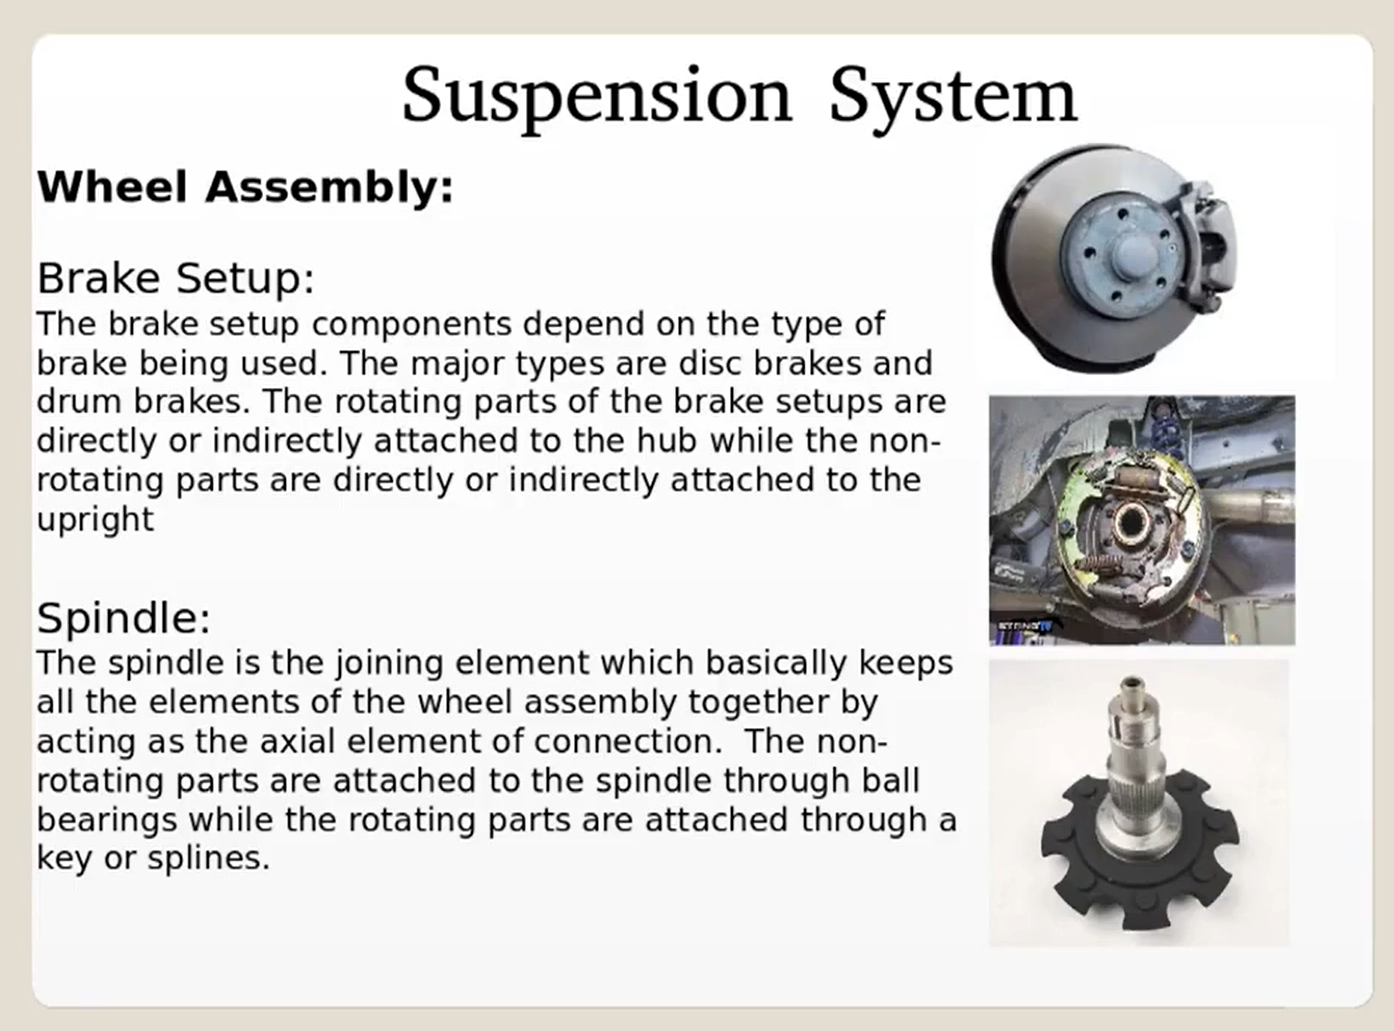 Suspension System
Wheel Assembly:
Brake Setup:
The brake setup components depend on the type of
brake being used. The major types are disc brakes and
drum brakes. The rotating parts of the brake setups are
directly or indirectly attached to the hub while the non-
rotating parts are directly or indirectly attached to the
upright
Spindle:
The spindle is the joining element which basically keeps
all the elements of the wheel assembly together by
acting as the axial element of connection.  The non-
rotating parts are attached to the spindle through ball
bearings while the rotating parts are attached through a
key or splines.